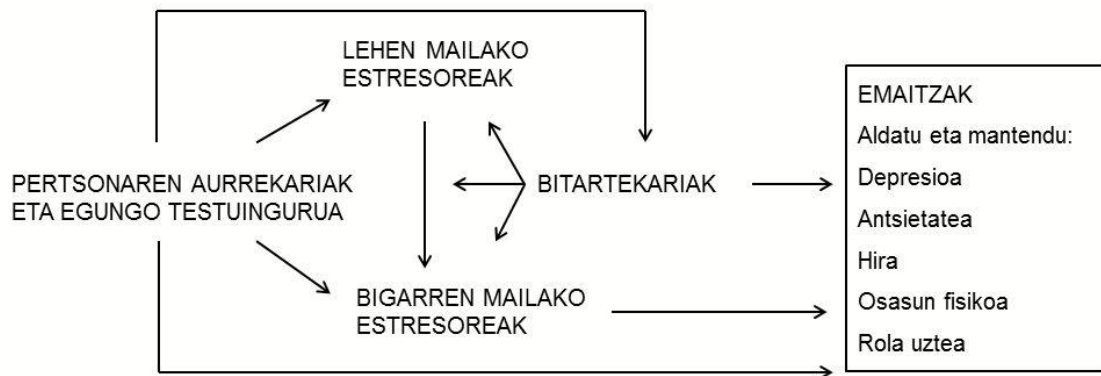 LEHEN MAILAKO
ESTRESOREAK
PERTSONAREN AURREKARIAK
ETA EGUNGO TESTUINGURUA
BITARTEKARIAK
BIGARREN MAILAKO
ESTRESOREAK
EMAITZAK
Aldatu eta mantendu:
Depresioa
Antsietatea
Hira
Osasun fisikoa
Rola uztea